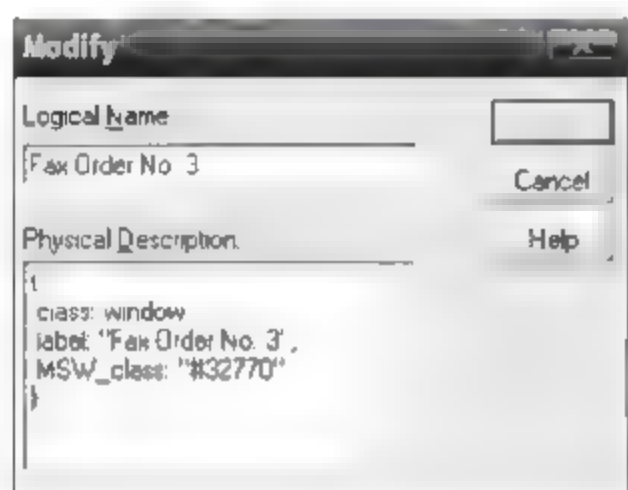 Modify
Logical Name
Fax Order No. 3
Cancel
Physical Description:
Help
{
class: window
label: "Fax Order No. 3",
MSW_class: "#32770"
}